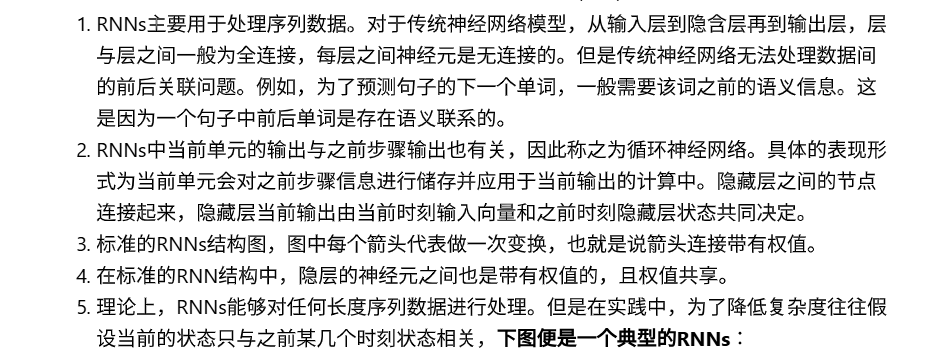 1. RNNs主要用于处理序列数据。对于传统神经网络模型，从输入层到隐含层再到输出层，层
与层之间一般为全连接，每层之间神经元是无连接的。但是传统神经网络无法处理数据间
的前后关联问题。例如，为了预测句子的下一个单词，一般需要该词之前的语义信息。这
是因为一个句子中前后单词是存在语义联系的。
2. RNNs中当前单元的输出与之前步骤输出也有关，因此称之为循环神经网络。具体的表现形
式为当前单元会对之前步骤信息进行储存并应用于当前输出的计算中。隐藏层之间的节点
连接起来，隐藏层当前输出由当前时刻输入向量和之前时刻隐藏层状态共同决定。
3. 标准的RNNs结构图，图中每个箭头代表做一次变换，也就是说箭头连接带有权值。
4. 在标准的RNN结构中，隐层的神经元之间也是带有权值的，且权值共享。
5. 理论上，RNNs能够对任何长度序列数据进行处理。但是在实践中，为了降低复杂度往往假
设当前的状态只与之前某几个时刻状态相关，下图便是一个典型的RNNs：